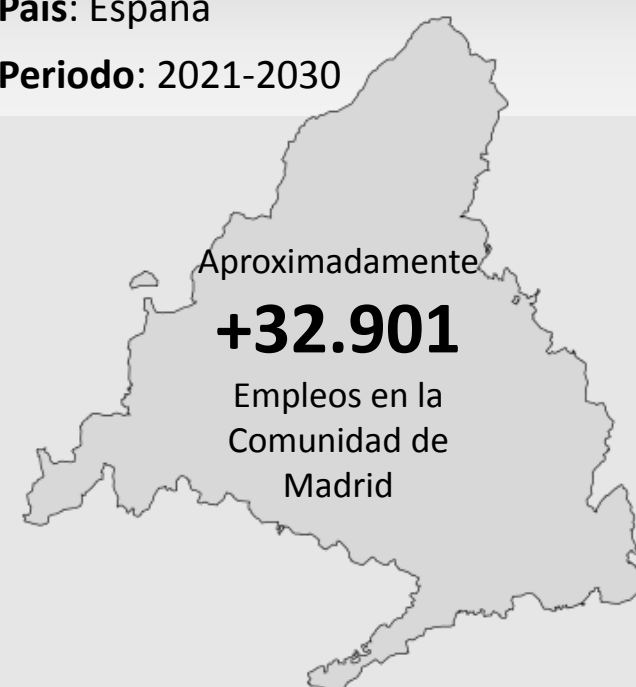 País: España
Periodo: 2021-2030
Aproximadamente
+32.901
Empleos en la
Comunidad de
Madrid